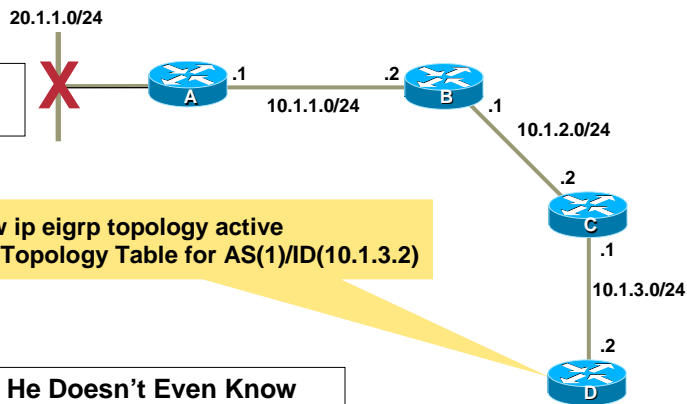 20.1.1.0/24
X
A
.1
.2
B
10.1.1.0/24
.1
10.1.2.0/24
.2
C
ip eigrp topology active
Topology Table for AS(1)/ID(10.1.3.2)
.1
10.1.3.0/24
.2
D
He Doesn't Even Know